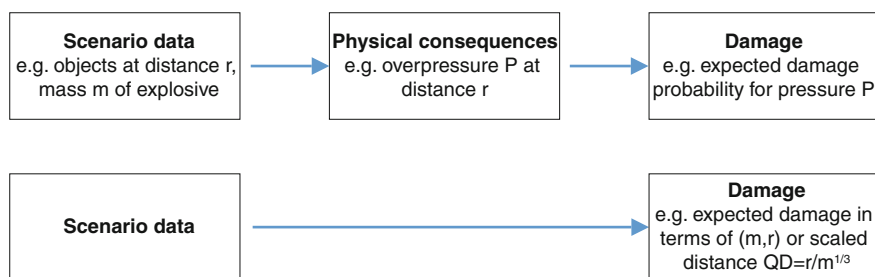 Scenario data
e.g. objects at distance r,
mass m of explosive
Physical consequences
e.g. overpressure P at
distance r
Damage
e.g. expected damage
probability for pressure P
Scenario data
Damage
e.g. expected damage in
terms of (m,r) or scaled
distance QD=r/m^1/3